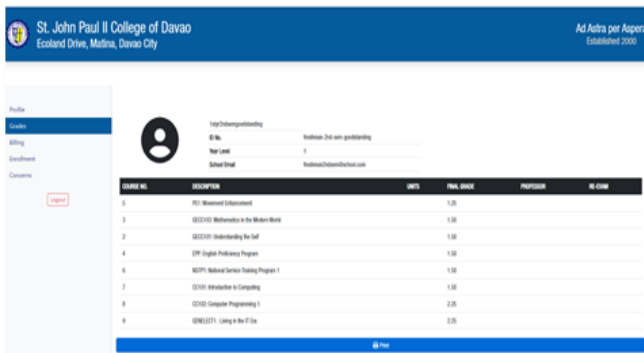 St. John Paul II College of Davao
Ecoland Drive, Matina, Davao City
Ad Astra per Aspera
Established 2000
Profile
Grades
Billing
Enrollment
Concerns
Logout
1styr2ndsemgoodstanding
ID No. freshman-2nd-sem-goodstanding
Year Level 1
School Email
COURSE NO. DESCRIPTION UNITS FINAL GRADE PROFESSOR RE-EXAM
5 PE1: Movement Enhancement 1.25
3 GECC103: Mathematics in the Modern World 1.50
2 GECC101: Understanding the Self 1.50
4 EPP: English Proficiency Program 1.50
6 NSTP1: National Service Training Program 1 1.50
7 CC101: Introduction to Computing 1.50
8 CC102: Computer Programming 1 2.25
9 GENELECT1 : Living in the IT Era 2.25
Print